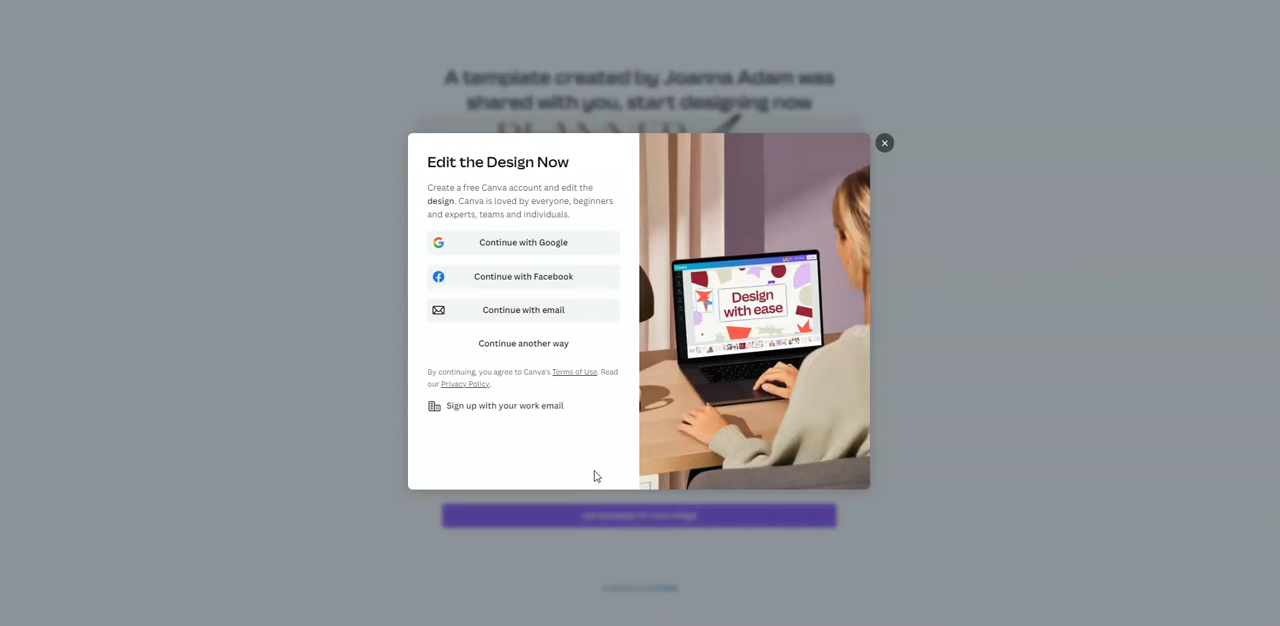 A template created by Joanna Adam was
shared with you, start designing now
PLANNER
Edit the Design Now
Create a free Canva account and edit the
design. Canva is loved by everyone, beginners
and experts, teams and individuals.
Continue with Google
Continue with Facebook
Continue with email
Continue another way
By continuing, you agree to Canva's Terms of Use. Read
our Privacy Policy.
Sign up with your work email
Design
with ease